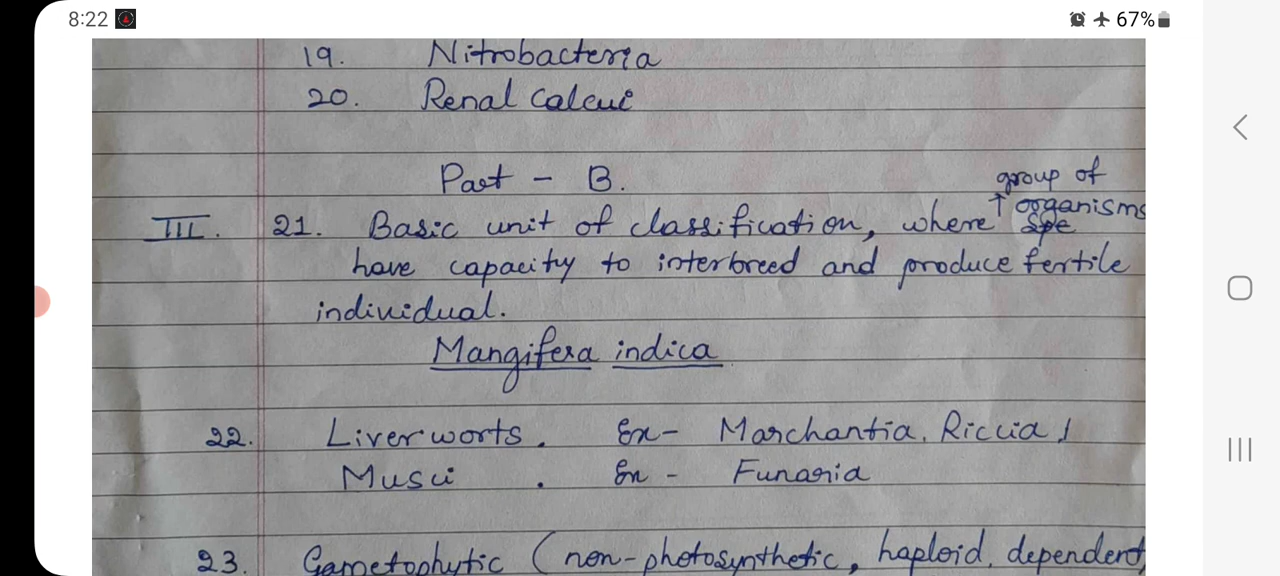 8:22
67%
19. Nitrobacteria
20. Renal Calcui
Part - B.
group of
III. 21. Basic unit of classification, where ↑ organisms
spe
have capacity to interbreed and produce fertile
individual.
Mangifera indica
22. Liverworts. Ex- Marchantia, Riccia,
Musci . Ex - Funaria
23. Gametophytic (non-photosynthetic, haploid, dependent,